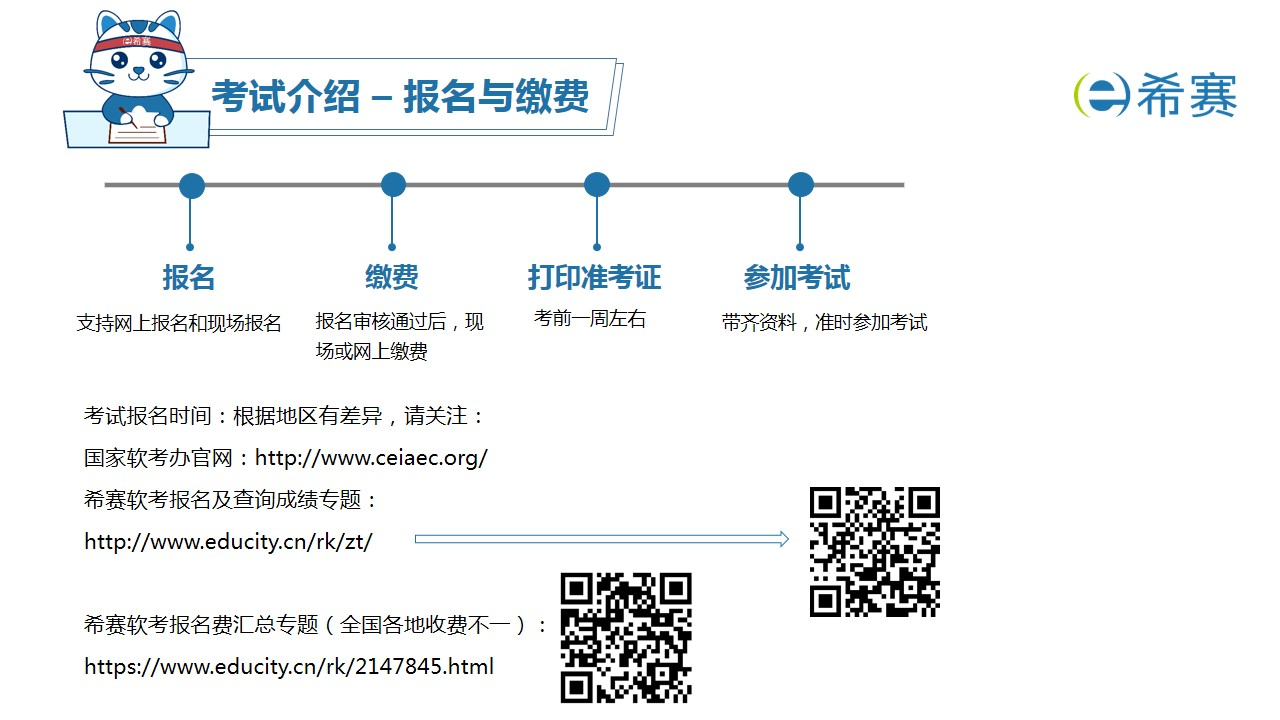 希赛
考试介绍 – 报名与缴费
希赛
报名
支持网上报名和现场报名
缴费
报名审核通过后，现
场或网上缴费
打印准考证
考前一周左右
参加考试
带齐资料，准时参加考试
考试报名时间：根据地区有差异，请关注：
国家软考办官网：http://www.ceiaec.org/
希赛软考报名及查询成绩专题：
http://www.educity.cn/rk/zt/
希赛软考报名费汇总专题（全国各地收费不一）：
https://www.educity.cn/rk/2147845.html